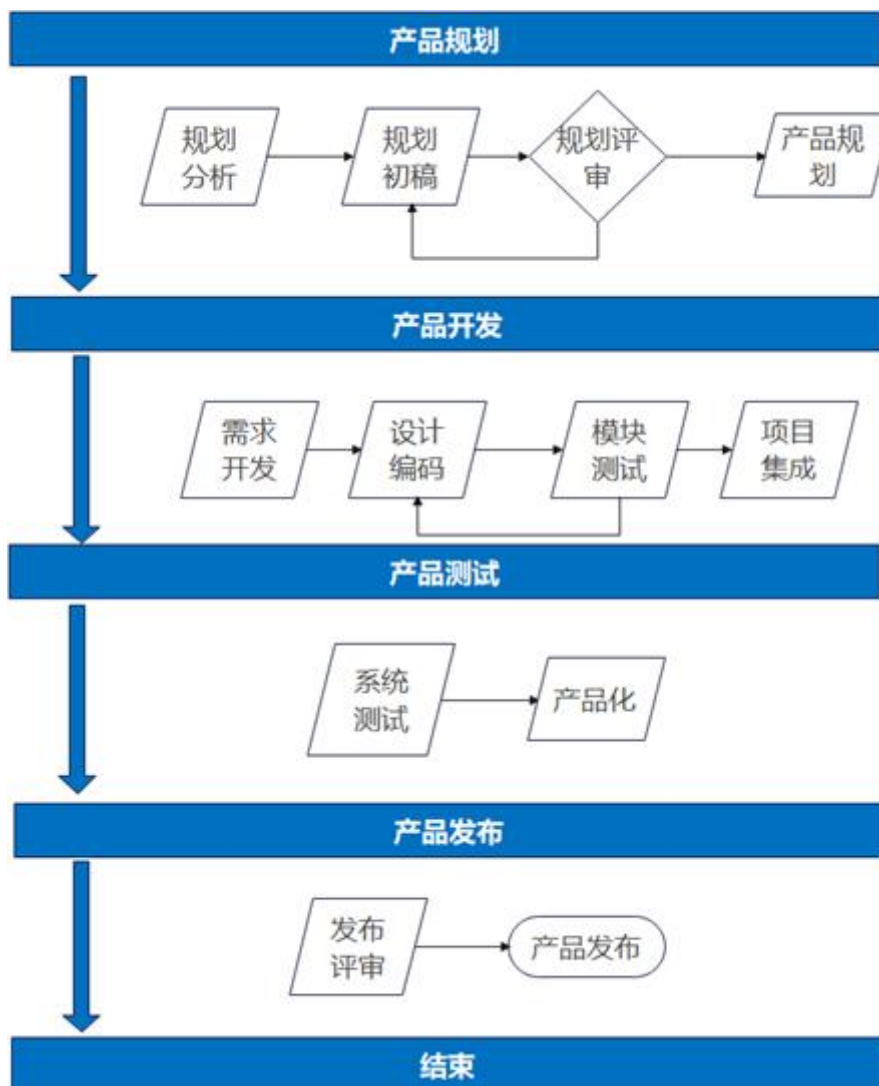 产品规划
规划
分析
规划
初稿
规划评
审
产品规
划
产品开发
需求
开发
设计
编码
模块
测试
项目
集成
产品测试
系统
测试
产品化
产品发布
发布
评审
产品发布
结束